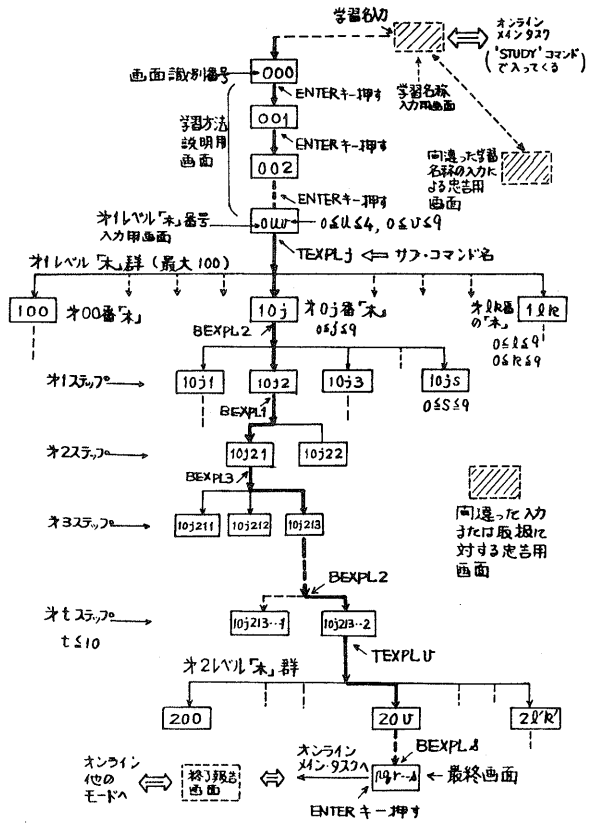 学習名入力
オンライン
メインタスク
('STUDY'コマンド
で入ってくる)
画面識別番号
000
ENTERキー押す
学習名称
入力用画面
学習方法
説明用
画面
001
ENTERキー押す
002
間違った学習
名称の入力に
よる忠告用
画面
ENTERキー押す
才1レベル「木」番号
入力用画面
0uv
0≦u≦4, 0≦v≦9
TEXPLj
サブ・コマンド名
才1レベル「木」群 (最大100)
100
才00番「木」
10j
才0j番「木」
0≦j≦9
才lk番
の「木」
1lk
0≦l≦9
0≦k≦9
BEXPL2
才1ステップ
10j1
10j2
10j3
10js
0≦S≦9
BEXPL1
才2ステップ
10j21
10j22
BEXPL3
才3ステップ
10j211
10j212
10j213
間違った入力
または取扱に
対する忠告用
画面
BEXPL2
才tステップ
t≦10
10j213・・1
10j213・・2
TEXPLv
才2レベル「木」群
200
20v
2l'k'
BEXPLs
オンライン
他の
モードへ
終了報告
画面
オンライン
メイン・タスクへ
pqr・・s
最終画面
ENTERキー押す